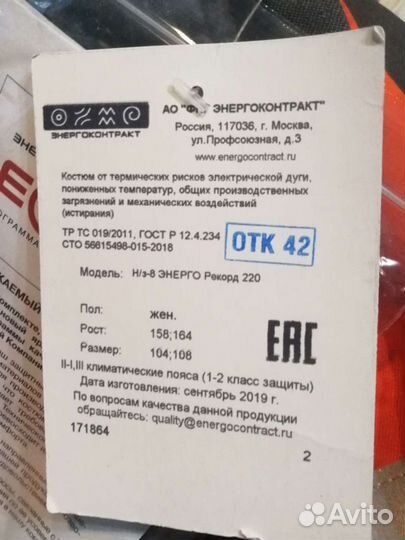 ЭНЕРГОКОНТРАКТ
АО "ФПГ ЭНЕРГОКОНТРАКТ"
Россия, 117036, г. Москва,
ул.Профсоюзная, д.3
www.energocontract.ru
Костюм от термических рисков электрической дуги,
пониженных температур, общих производственных
загрязнений и механических воздействий
(истирания)
ТР ТС 019/2011, ГОСТ Р 12.4.234
СТО 56615498-015-2018
ОТК 42
Модель: Н/з-8 ЭНЕРГО Рекорд 220
Пол: жен.
Рост: 158;164
Размер: 104;108
EAC
II-I,III климатические пояса (1-2 класс защиты)
Дата изготовления: сентябрь 2019 г.
По вопросам качества данной продукции
обращайтесь: quality@energocontract.ru
171864
2
Avito